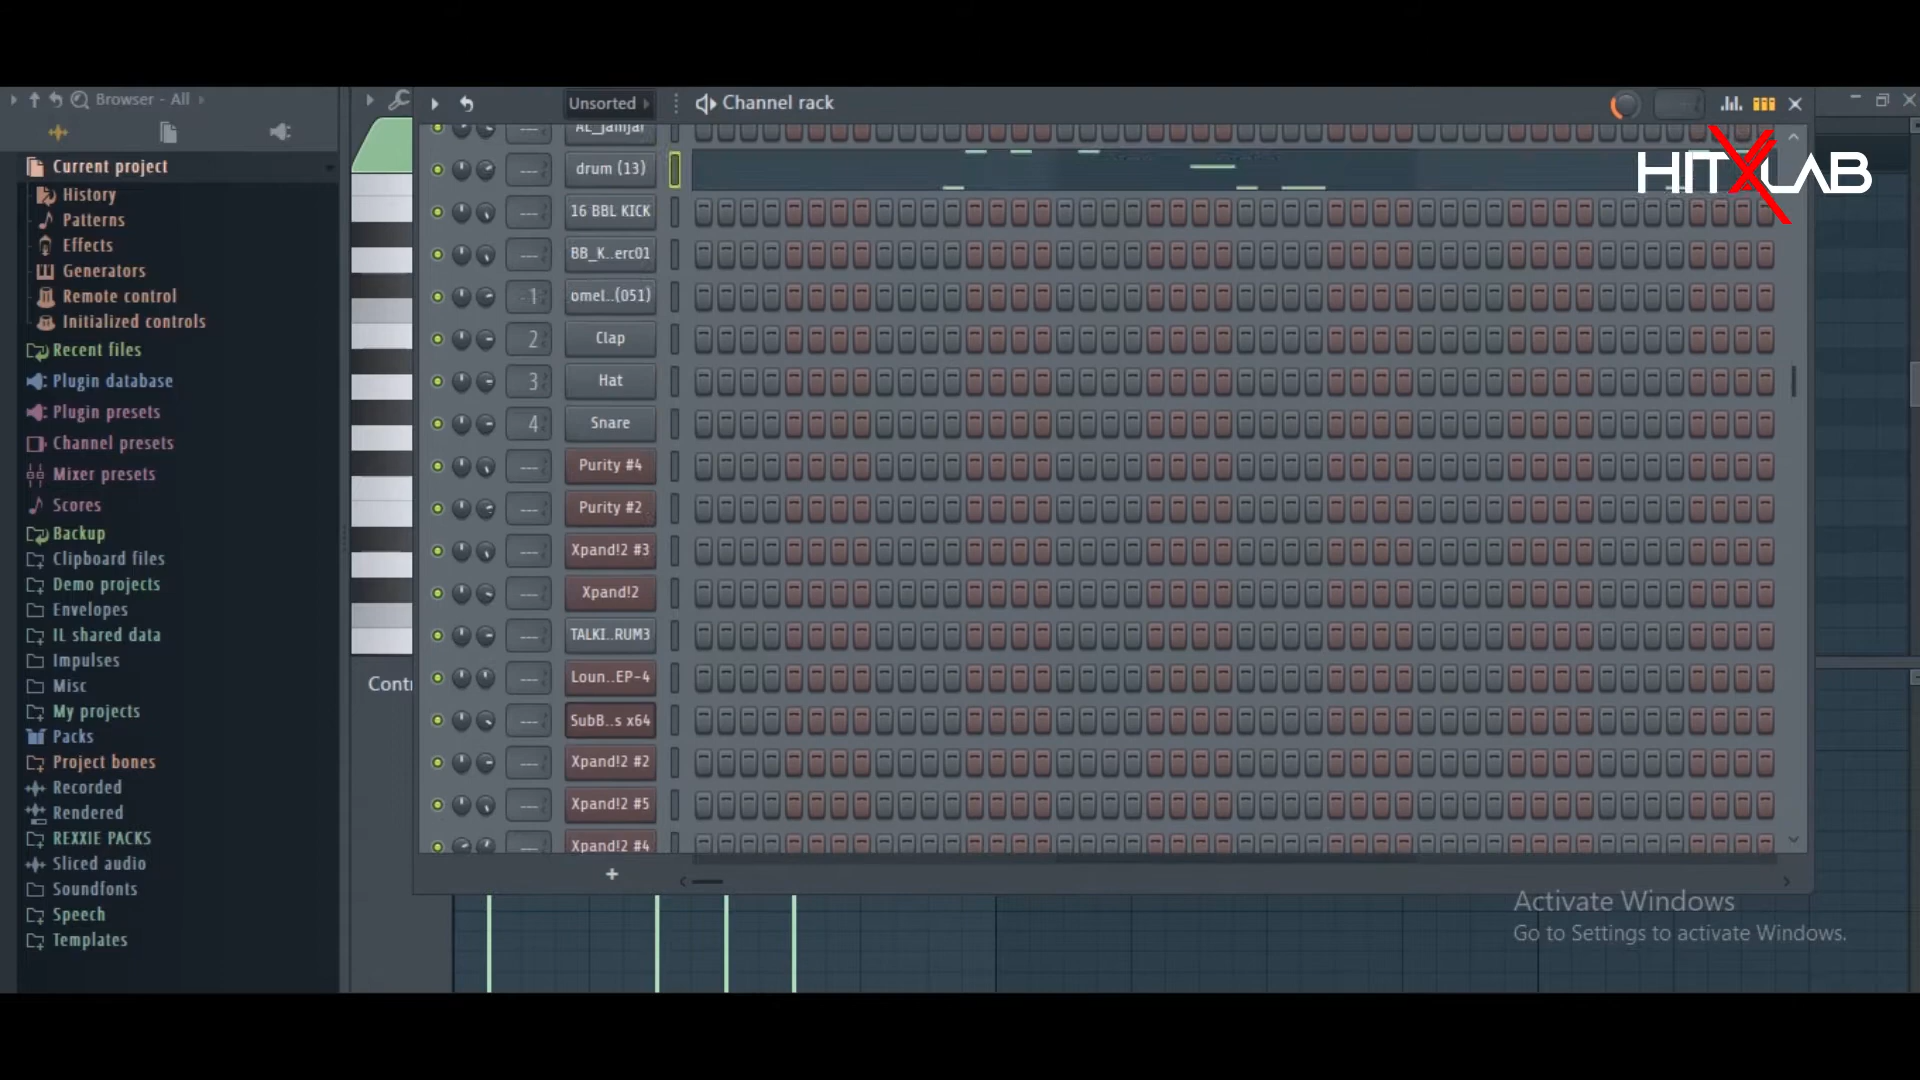 Browser - All
Current project
History
Patterns
Effects
Generators
Remote control
Initialized controls
Recent files
Plugin database
Plugin presets
Channel presets
Mixer presets
Scores
Backup
Clipboard files
Demo projects
Envelopes
IL shared data
Impulses
Misc
My projects
Packs
Project bones
Recorded
Rendered
REXXIE PACKS
Sliced audio
Soundfonts
Speech
Templates
Contr
Unsorted
Channel rack
HITXLAB
AL_jamjar
--- drum (13)
--- 16 BBL KICK
--- BB_K..erc01
1 omel..(051)
2 Clap
3 Hat
4 Snare
--- Purity #4
--- Purity #2
--- Xpand!2 #3
--- Xpand!2
--- TALKI..RUM3
--- Loun..EP-4
--- SubB..s x64
--- Xpand!2 #2
--- Xpand!2 #5
--- Xpand!2 #4
+
Activate Windows
Go to Settings to activate Windows.